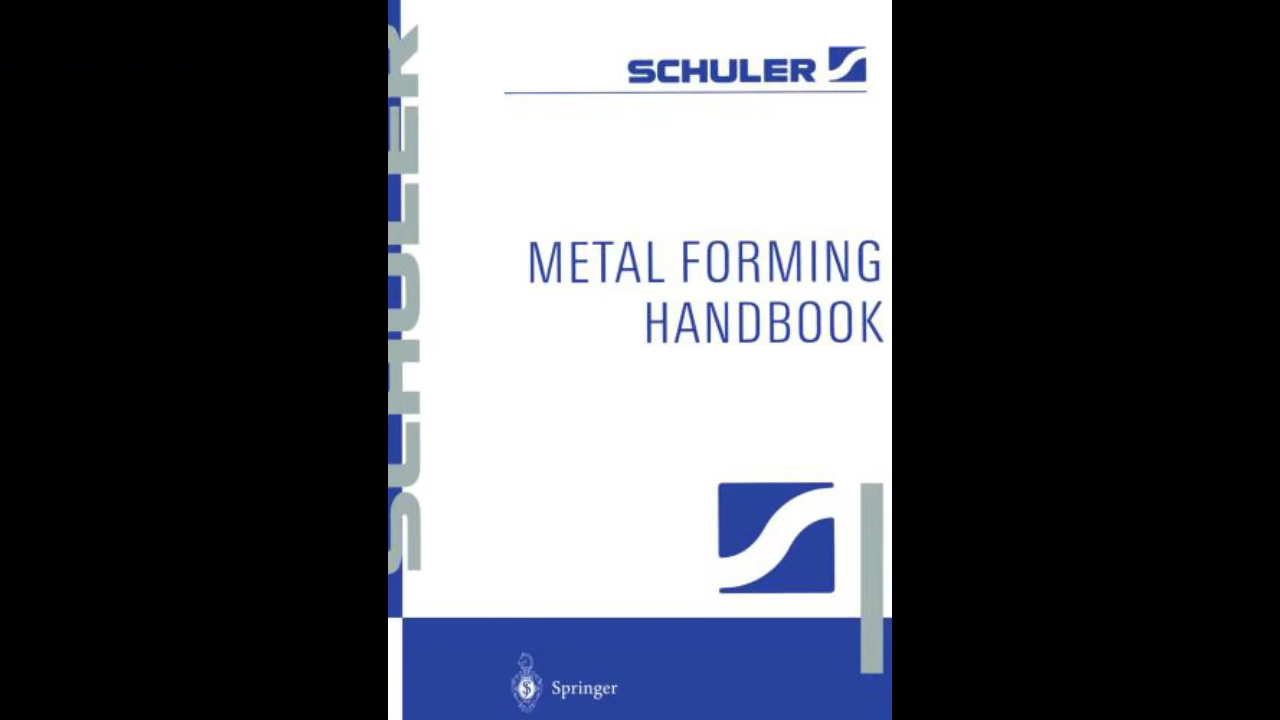 SCHULER
SCHULER
METAL FORMING
HANDBOOK
Springer